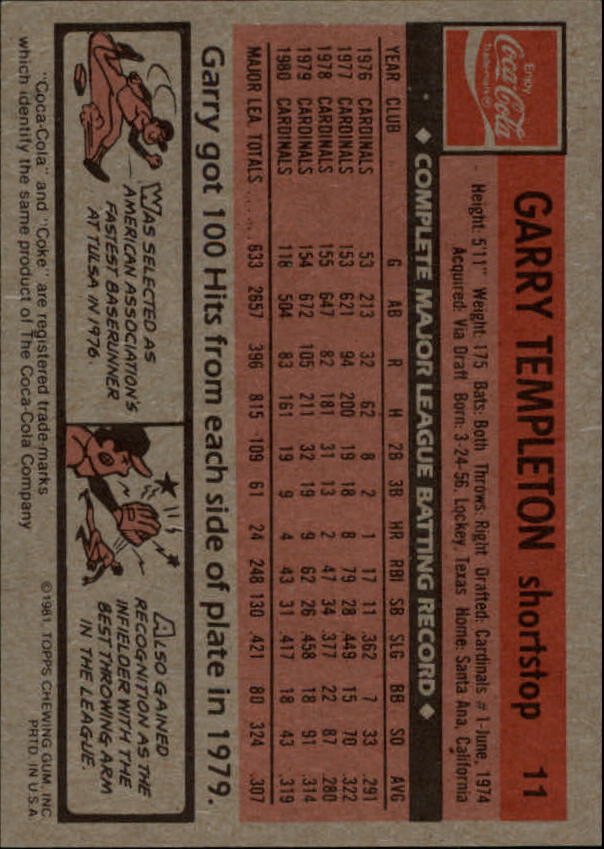 Enjoy
Coca-Cola
Trademark ®
GARRY TEMPLETON shortstop 11
Height: 5'11" Weight: 175 Bats: Both Throws: Right Drafted: Cardinals #1-June, 1974
Acquired: Via Draft Born: 3-24-56, Lockey, Texas Home: Santa Ana, California
◆ COMPLETE MAJOR LEAGUE BATTING RECORD ◆
YEAR CLUB G AB R H 2B 3B HR RBI SB SLG BB SO AVG
1976 CARDINALS 53 213 32 62 8 2 1 17 11 .362 7 33 .291
1977 CARDINALS 153 621 94 200 19 18 8 79 28 .449 15 70 .322
1978 CARDINALS 155 647 82 181 31 13 2 47 34 .377 22 87 .280
1979 CARDINALS 154 672 105 211 32 19 9 62 26 .458 18 91 .314
1980 CARDINALS 118 504 83 161 19 9 4 43 31 .417 18 43 .319
MAJOR LEA. TOTALS 633 2657 396 815 109 61 24 248 130 .421 80 324 .307
Garry got 100 Hits from each side of plate in 1979.
WAS SELECTED AS
AMERICAN ASSOCIATION'S
FASTEST BASERUNNER
AT TULSA IN 1976.
ALSO GAINED
RECOGNITION AS THE
INFIELDER WITH THE
BEST THROWING ARM
IN THE LEAGUE.
"Coca-Cola" and "Coke" are registered trade-marks
which identify the same product of The Coca-Cola Company
©1981, TOPPS CHEWING GUM, INC.
PRTD. IN U.S.A.